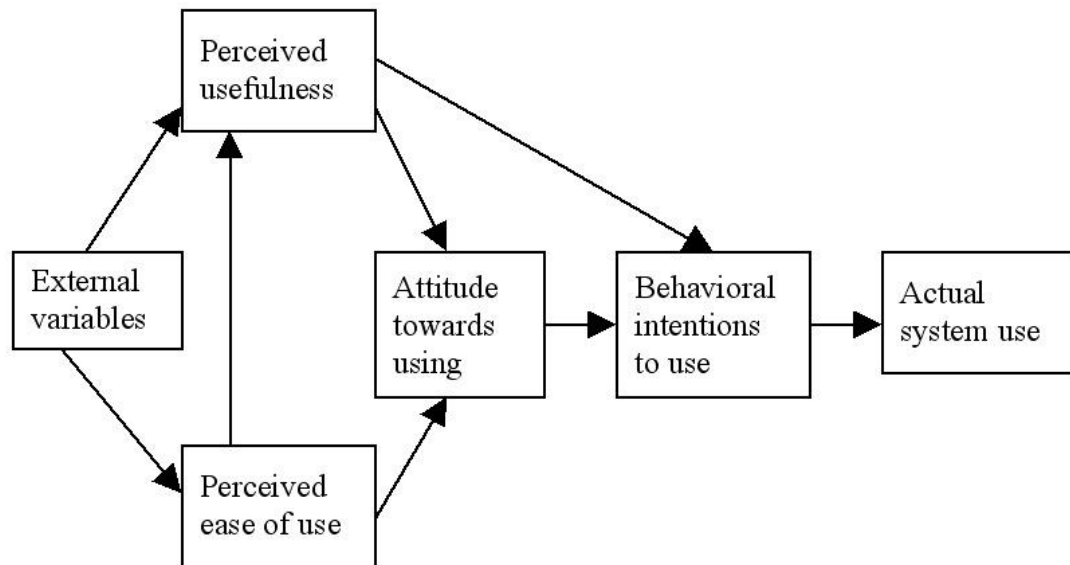 Perceived
usefulness
External
variables
Attitude
towards
using
Behavioral
intentions
to use
Actual
system use
Perceived
ease of use